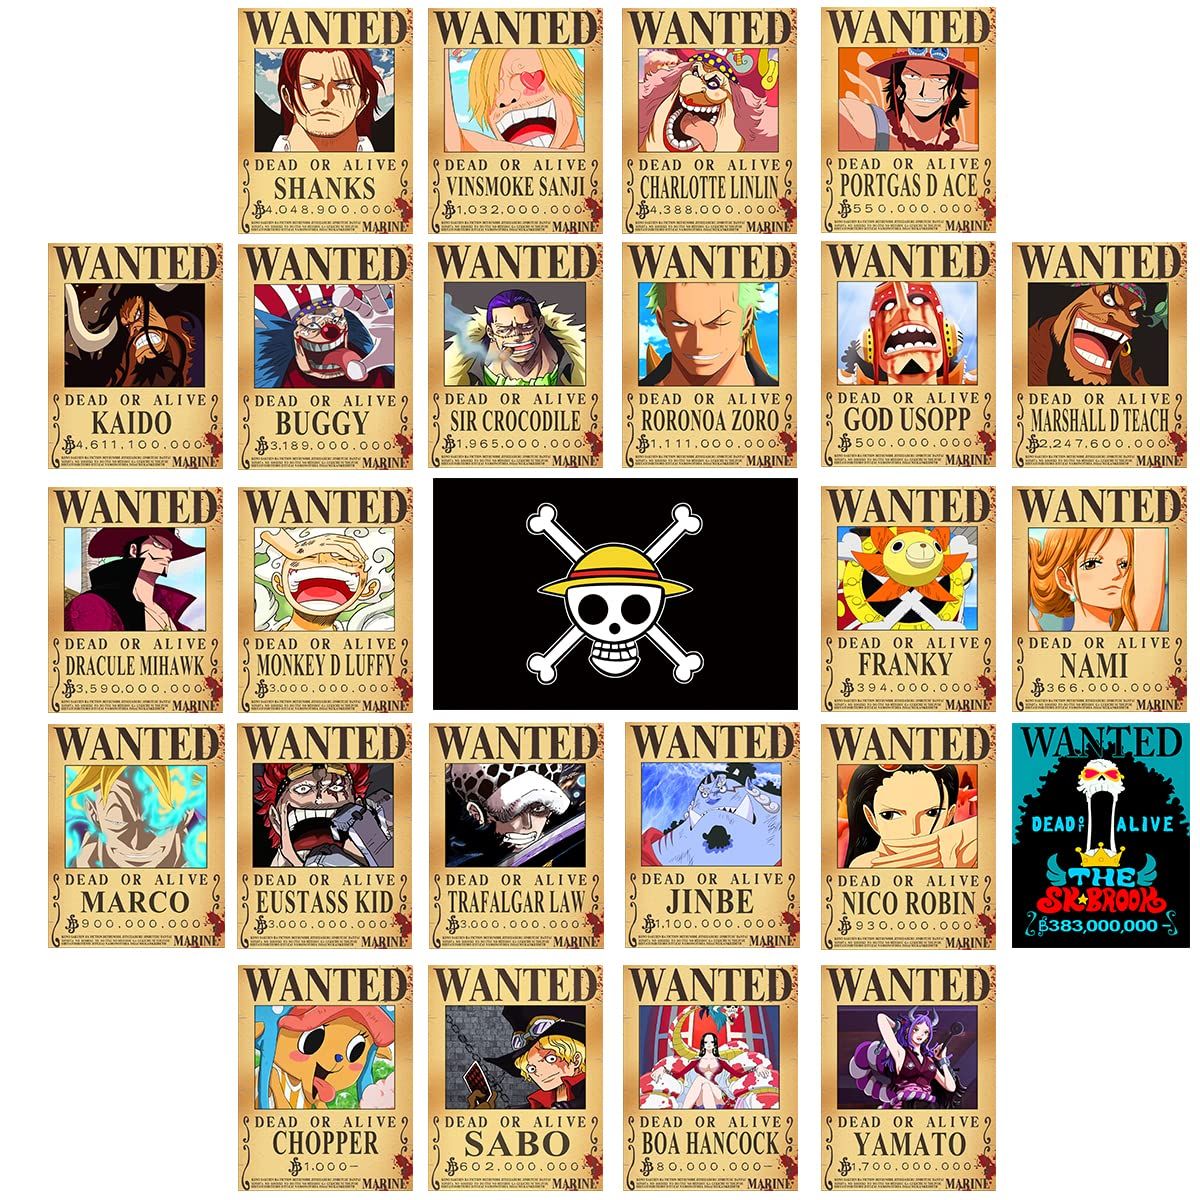 WANTED
DEAD OR ALIVE
SHANKS
฿4,048,900,000-
MARINE
WANTED
DEAD OR ALIVE
VINSMOKE SANJI
฿1,032,000,000-
WANTED
DEAD OR ALIVE
CHARLOTTE LINLIN
฿4,388,000,000-
WANTED
DEAD OR ALIVE
PORTGAS D ACE
฿550,000,000-
MARINE
WANTED
DEAD OR ALIVE
KAIDO
฿4,611,100,000-
WANTED
DEAD OR ALIVE
BUGGY
฿3,189,000,000-
WANTED
DEAD OR ALIVE
SIR CROCODILE
฿1,965,000,000-
MARINE
WANTED
DEAD OR ALIVE
RORONOA ZORO
฿1,111,000,000-
WANTED
DEAD OR ALIVE
GOD USOPP
฿500,000,000-
WANTED
DEAD OR ALIVE
MARSHALL D TEACH
฿2,247,600,000-
MARINE
WANTED
DEAD OR ALIVE
DRACULE MIHAWK
฿3,590,000,000-
MARINE
WANTED
DEAD OR ALIVE
MONKEY D LUFFY
฿3,000,000,000-
MARINE
WANTED
DEAD OR ALIVE
FRANKY
฿394,000,000-
MARINE
WANTED
DEAD OR ALIVE
NAMI
฿366,000,000-
MARINE
WANTED
DEAD OR ALIVE
MARCO
฿900,000,000-
MARINE
WANTED
DEAD OR ALIVE
EUSTASS KID
฿3,000,000,000-
MARINE
WANTED
DEAD OR ALIVE
TRAFALGAR LAW
฿3,000,000,000-
MARINE
WANTED
DEAD OR ALIVE
JINBE
฿1,100,000,000-
MARINE
WANTED
DEAD OR ALIVE
NICO ROBIN
฿930,000,000-
MARINE
WANTED
DEAD OR ALIVE
THE
SK★BROOK
฿383,000,000-
WANTED
DEAD OR ALIVE
CHOPPER
฿1.000-
MARINE
WANTED
DEAD OR ALIVE
SABO
฿602,000,000-
MARINE
WANTED
DEAD OR ALIVE
BOA HANCOCK
฿80,000,000-
MARINE
WANTED
DEAD OR ALIVE
YAMATO
฿1,700,000,000-
MARINE